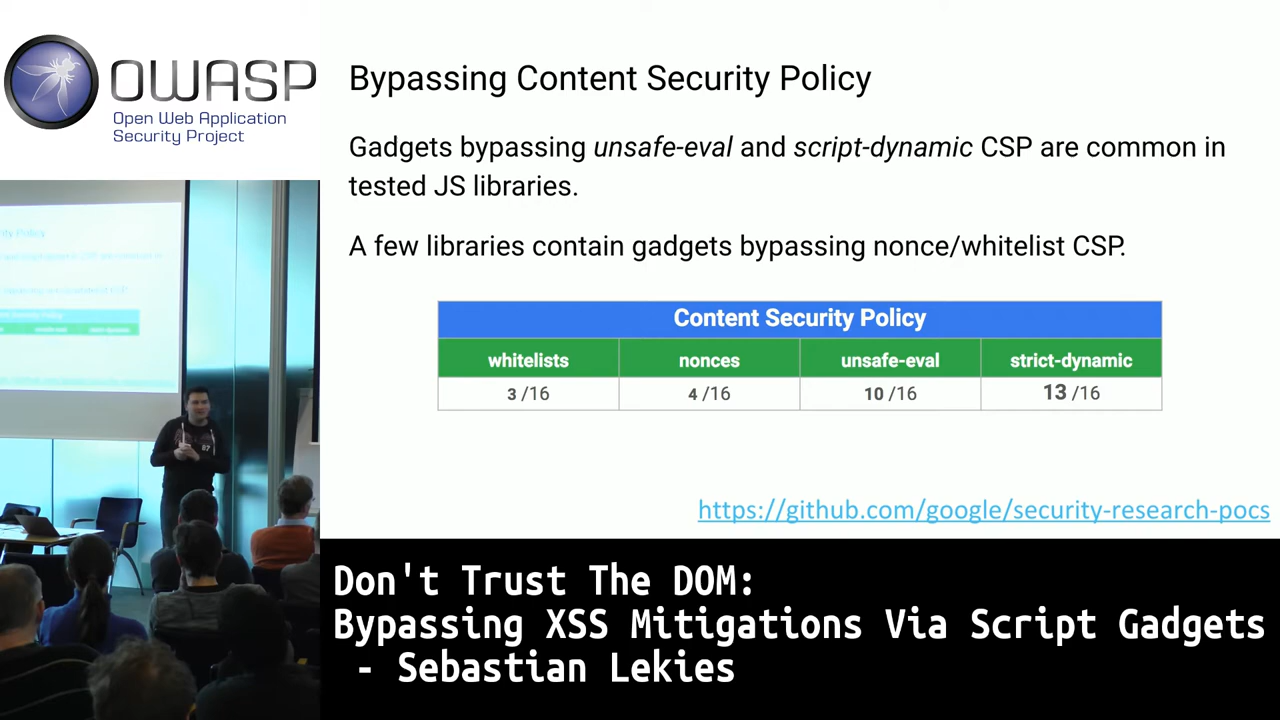 OWASP
Open Web Application
Security Project
Bypassing Content Security Policy
Gadgets bypassing unsafe-eval and script-dynamic CSP are common in
tested JS libraries.
A few libraries contain gadgets bypassing nonce/whitelist CSP.
Content Security Policy
whitelists nonces unsafe-eval strict-dynamic
3 /16 4 /16 10 /16 13 /16
https://github.com/google/security-research-pocs
Don't Trust The DOM:
Bypassing XSS Mitigations Via Script Gadgets
- Sebastian Lekies